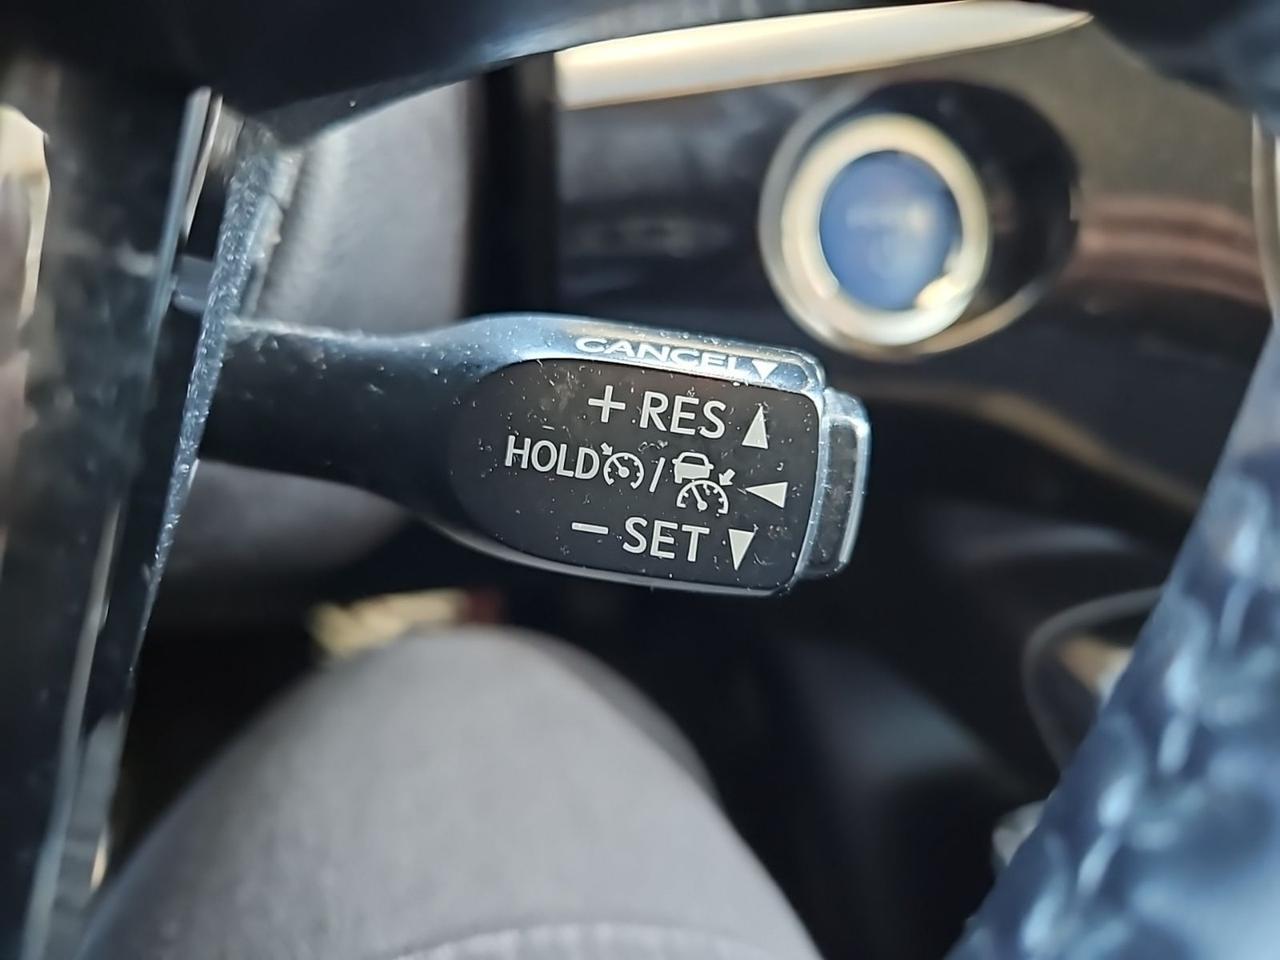 CANCEL▼
+ RES ▲
HOLD / ◀
− SET ▼